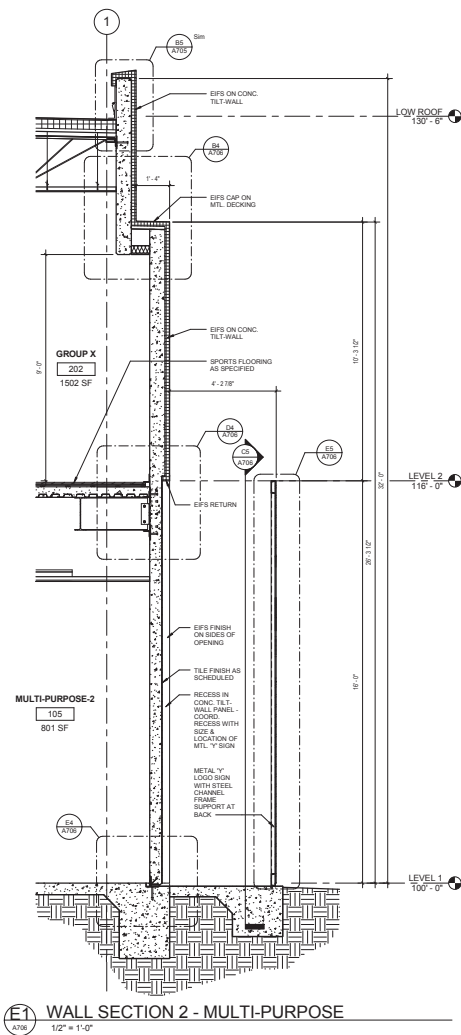 1
B5
A705
Sim
EIFS ON CONC.
TILT-WALL
LOW ROOF
130' - 6"
B4
A706
1' - 4"
EIFS CAP ON
MTL. DECKING
EIFS ON CONC.
TILT-WALL
10'- 3 1/2"
9'- 0"
GROUP X
202
1502 SF
SPORTS FLOORING
AS SPECIFIED
4' - 2 7/8"
D4
A706
C5
A706
E5
A706
LEVEL 2
116' - 0"
32' - 0"
EIFS RETURN
26' - 3 1/2"
EIFS FINISH
ON SIDES OF
OPENING
TILE FINISH AS
SCHEDULED
MULTI-PURPOSE-2
105
801 SF
RECESS IN
CONC. TILT-
WALL PANEL -
COORD.
RECESS WITH
SIZE &
LOCATION OF
MTL. "Y" SIGN
16'- 0"
METAL "Y"
LOGO SIGN
WITH STEEL
CHANNEL
FRAME
SUPPORT AT
BACK
E4
A706
LEVEL 1
100' - 0"
E1
A706
WALL SECTION 2 - MULTI-PURPOSE
1/2" = 1'-0"